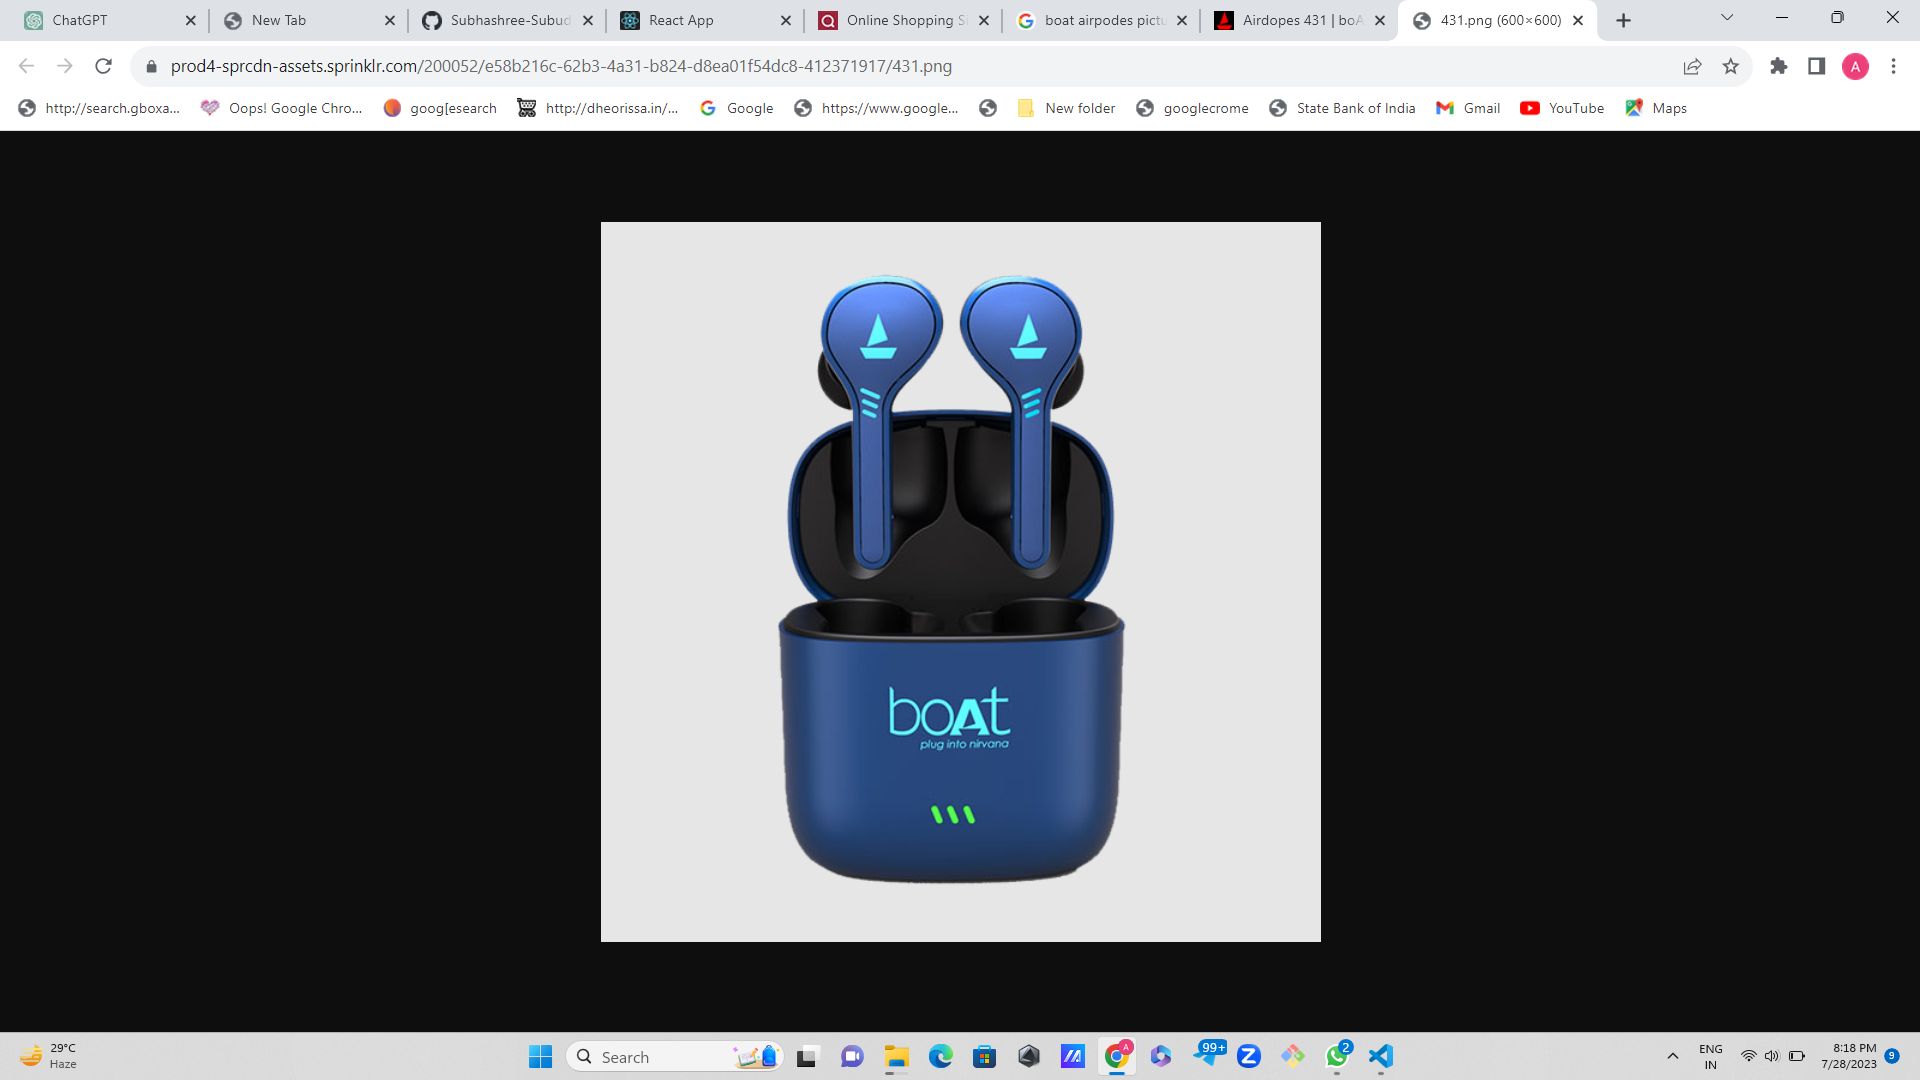 ChatGPT
New Tab
Subhashree-Subud
React App
Online Shopping Si
boat airpodes pictu
Airdopes 431 | boA
431.png (600×600)
prod4-sprcdn-assets.sprinklr.com/200052/e58b216c-62b3-4a31-b824-d8ea01f54dc8-412371917/431.png
A
http://search.gboxa...
Oops! Google Chro...
goog[esearch
http://dheorissa.in/...
Google
https://www.google...
New folder
googlecrome
State Bank of India
Gmail
YouTube
Maps
boAt
plug into nirvana
29°C
Haze
Search
A
99+
Z
2
ENG
IN
8:18 PM
7/28/2023
9